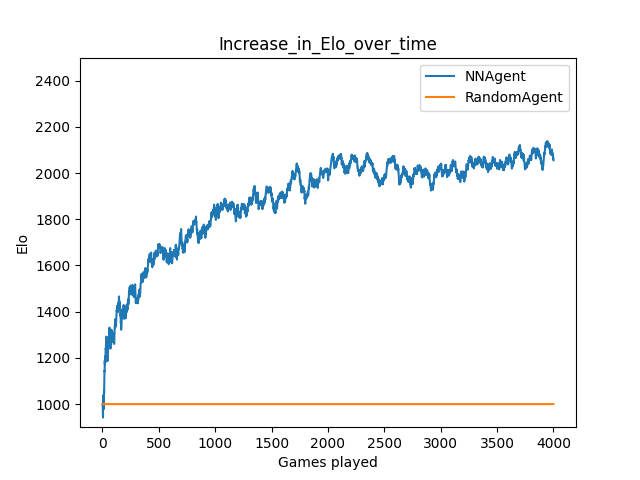 Increase_in_Elo_over_time
NNAgent
RandomAgent
2400
2200
2000
1800
1600
1400
1200
1000
Elo
0 500 1000 1500 2000 2500 3000 3500 4000
Games played